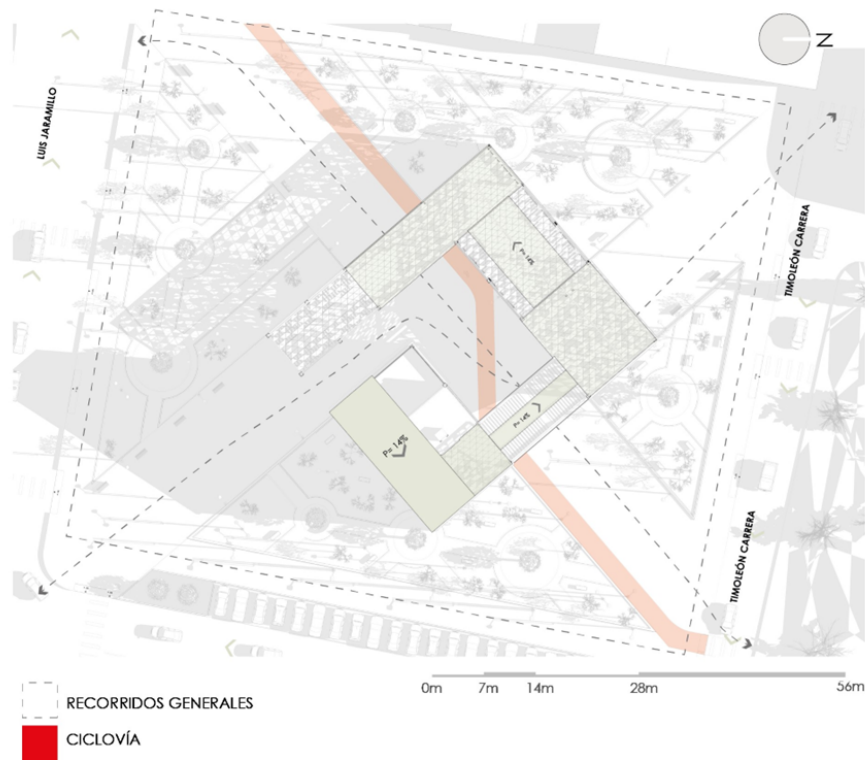 N
LUIS JARAMILLO
TIMOLEÓN CARRERA
P= 14%
P= 14%
P= 14%
TIMOLEÓN CARRERA
0m 7m 14m 28m 56m
RECORRIDOS GENERALES
CICLOVÍA